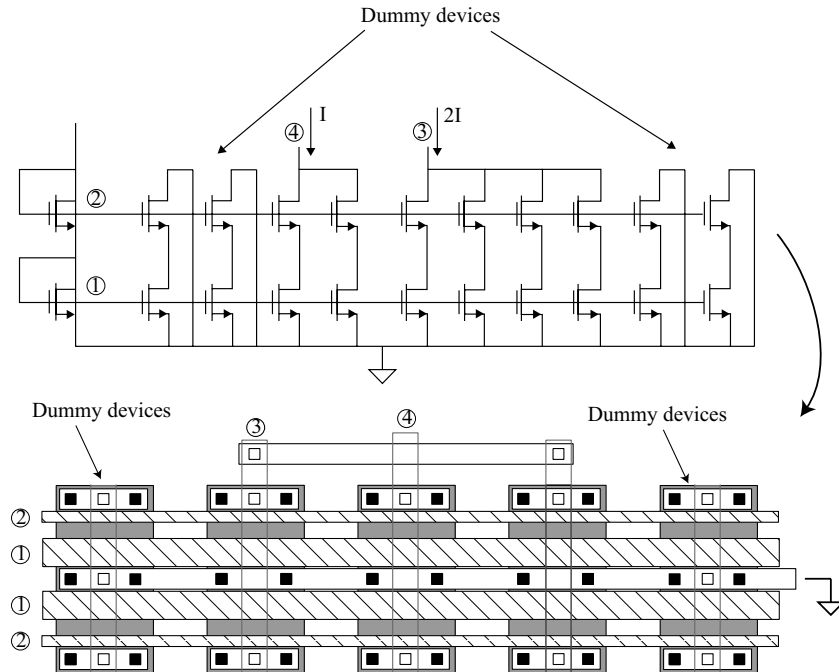 Dummy devices
I
2I
④
③
②
①
Dummy devices
③
④
Dummy devices
②
①
①
②